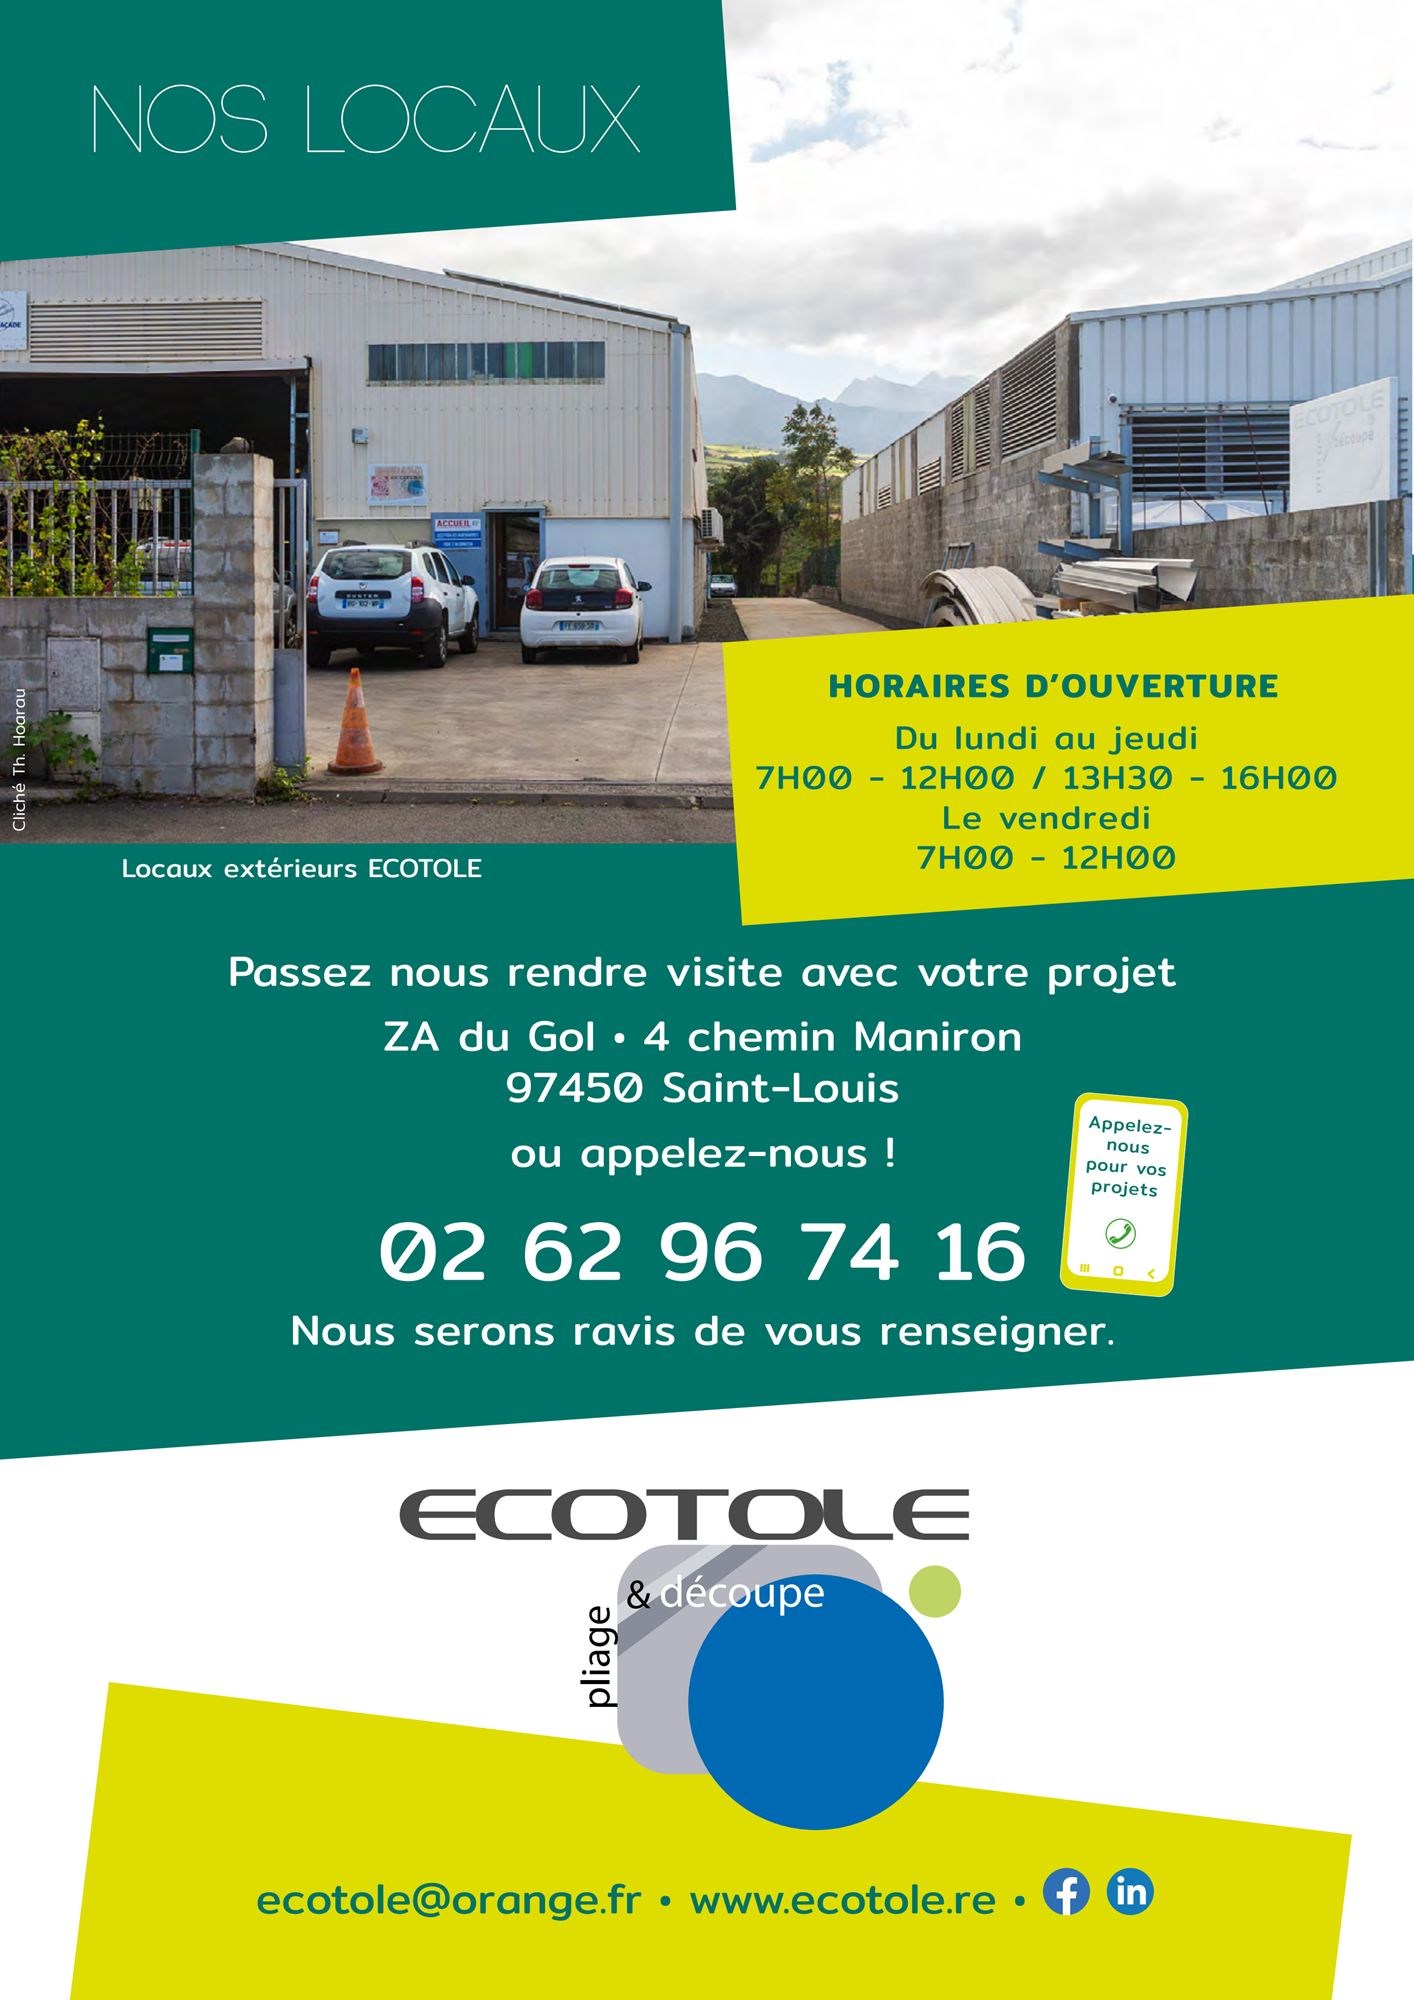 NOS LOCAUX
AÇADE
ECOTOLE
découpe
ECOTOLE
ACCUEIL
DUSTER
Cliché Th. Hoarau
HORAIRES D'OUVERTURE
Du lundi au jeudi
7H00 - 12H00 / 13H30 - 16H00
Le vendredi
7H00 - 12H00
Locaux extérieurs ECOTOLE
Passez nous rendre visite avec votre projet
ZA du Gol • 4 chemin Maniron
97450 Saint-Louis
ou appelez-nous !
Appelez-
nous
pour vos
projets
02 62 96 74 16
Nous serons ravis de vous renseigner.
ECOTOLE
pliage
& découpe
ecotole@orange.fr • www.ecotole.re •